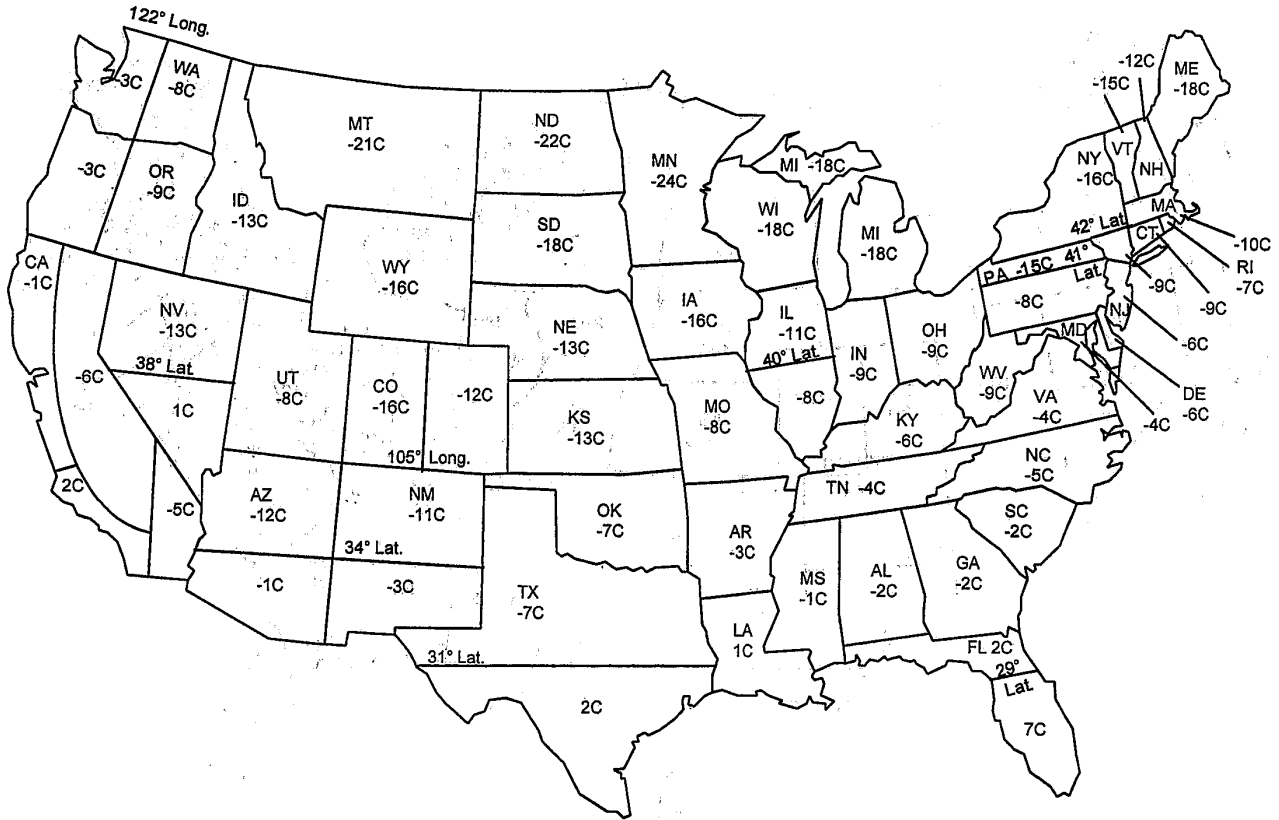 122° Long.
-3C
WA
-8C
MT
-21C
ND
-22C
MN
-24C
MI -18C
-15C
-12C
ME
-18C
-3C
OR
-9C
ID
-13C
SD
-18C
WI
-18C
MI
-18C
NY
-16C
VT
NH
MA
42° Lat.
CT
-10C
RI
-7C
-9C
CA
-1C
WY
-16C
IA
-16C
PA -15C 41°
Lat.
-8C
-9C
NJ
-6C
NV
-13C
38° Lat.
NE
-13C
IL
-11C
40° Lat.
IN
-9C
OH
-9C
MD
DE
-6C
-4C
-6C
1C
UT
-8C
CO
-16C
-12C
105° Long.
KS
-13C
MO
-8C
-8C
WV
-9C
VA
-4C
KY
-6C
2C
-5C
AZ
-12C
NM
-11C
34° Lat.
OK
-7C
AR
-3C
TN -4C
NC
-5C
SC
-2C
-1C
-3C
TX
-7C
31° Lat.
2C
LA
1C
MS
-1C
AL
-2C
GA
-2C
FL 2C
29°
Lat
7C